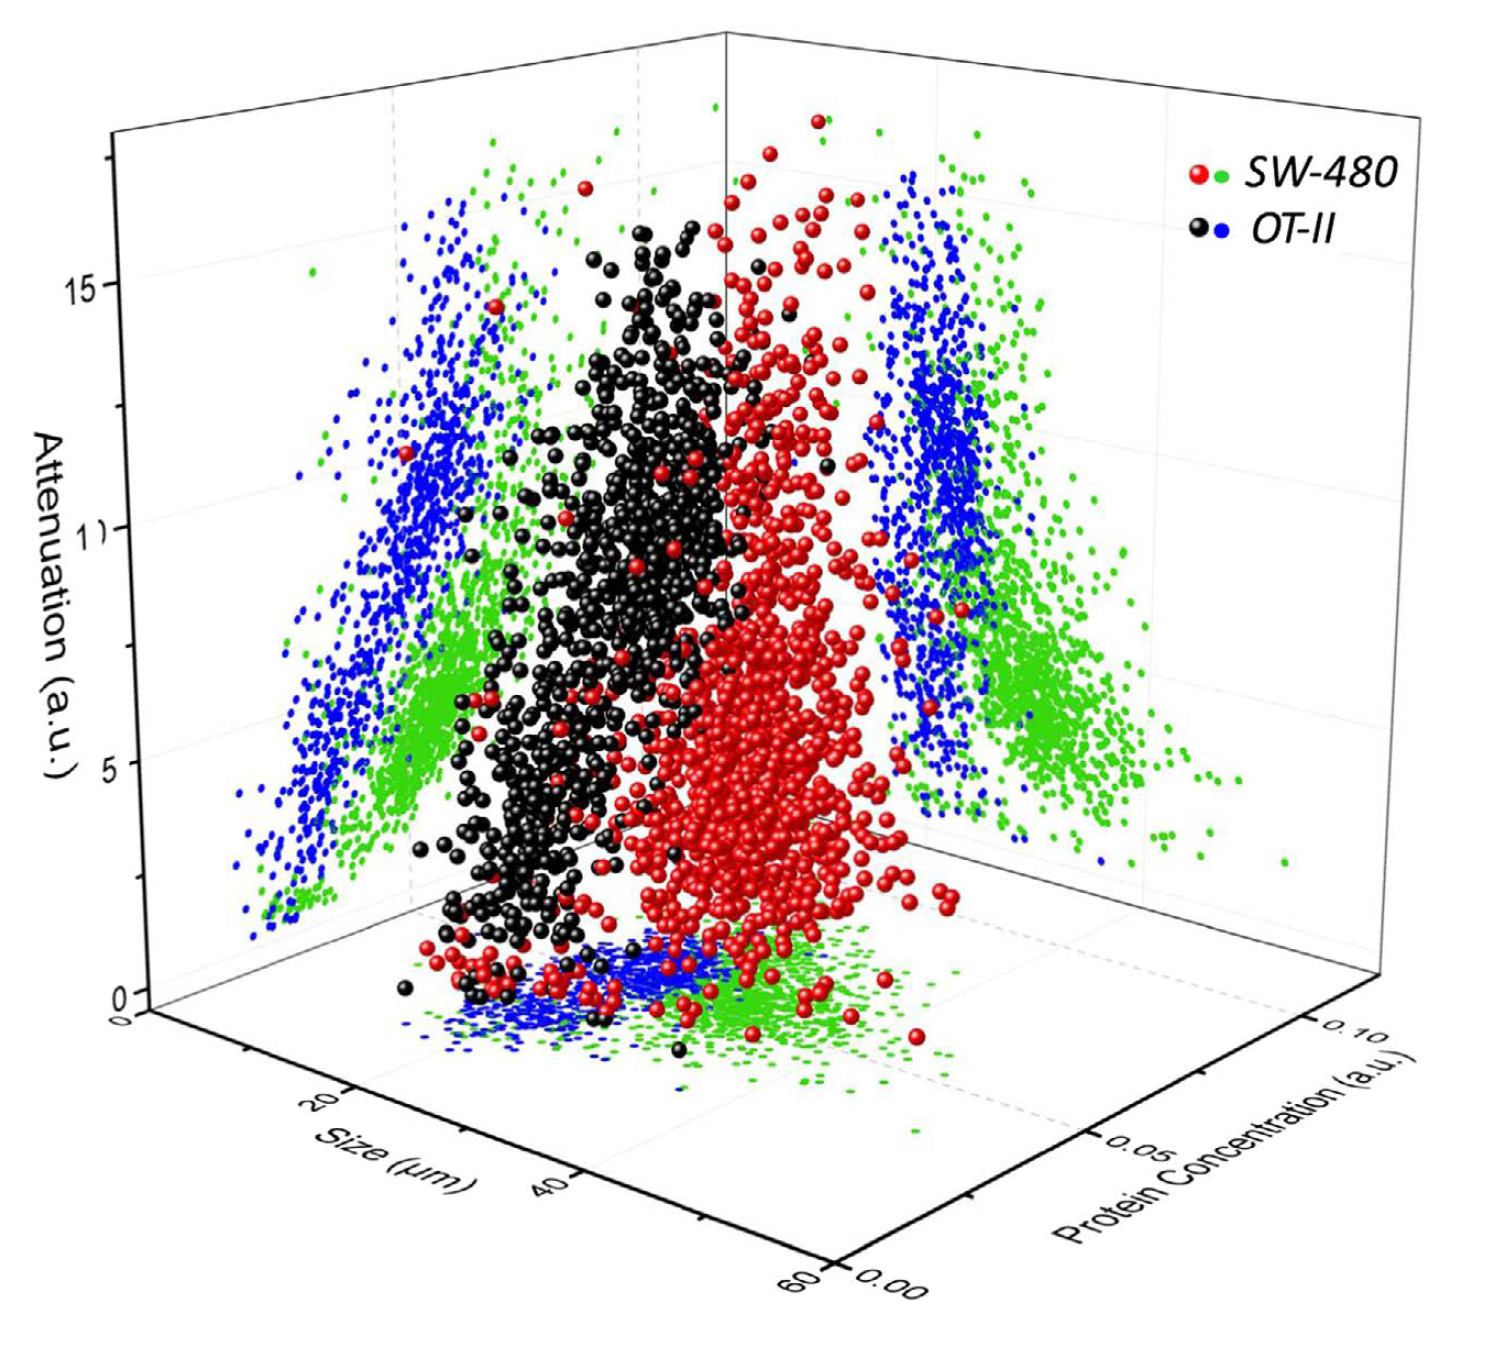 SW-480
OT-II
15
11
5
0
Attenuation (a.u.)
0
20
40
60
Size (μm)
0.00
0.05
0.10
Protein Concentration (a.u.)